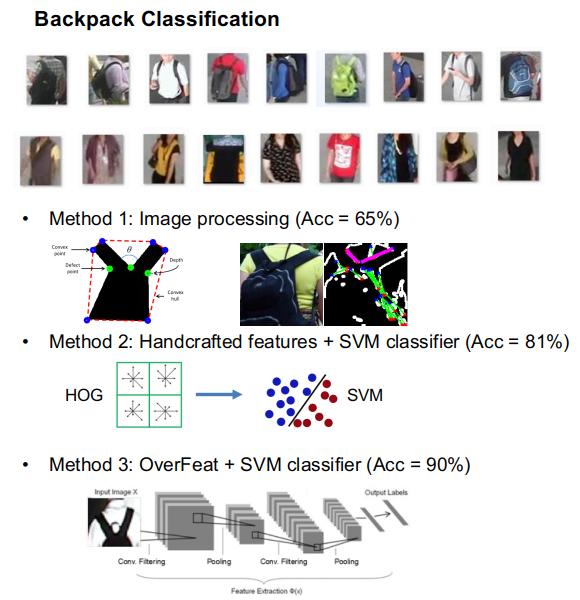 Backpack Classification
• Method 1: Image processing (Acc = 65%)
Convex point
θ
Defect point
Depth
Convex hull
• Method 2: Handcrafted features + SVM classifier (Acc = 81%)
HOG
SVM
• Method 3: OverFeat + SVM classifier (Acc = 90%)
Input Image X
Output Labels
Conv. Filtering
Pooling
Conv. Filtering
Pooling
Feature Extraction Φ(x)